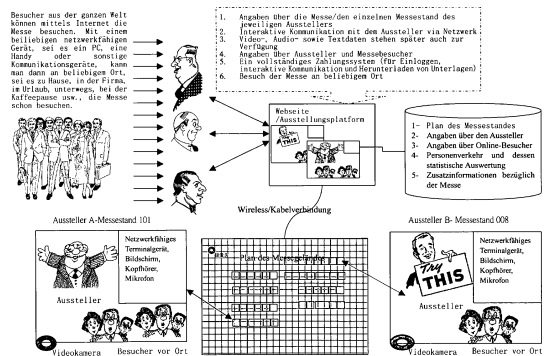 Besucher aus der ganzen Welt
können mittels Internet die
Messe besuchen. Mit einem
beiliebigen netzwerkfähigen
Gerät, sei es ein PC, eine
Handy oder sonstige
Kommunikationsgeräte, kann
man dann an beliebigem Ort,
sei es zu Hause, in der Firma,
im Urlaub, unterwegs, bei der
Kaffeepause usw., die Messe
schon besuchen.
1. Angaben über die Messe/den einzelnen Messestand des
jeweiligen Ausstellers
2. Interaktive Kommunikation mit dem Aussteller via Netzwerk
3. Video-, Audio- sowie Textdaten stehen später auch zur
Verfügung
4. Angaben über Aussteller und Messebesucher
5. Ein vollständiges Zahlungssystem (für Einloggen,
interaktive Kommunikation und Herunterladen von Unterlagen)
6. Besuch der Messe an beliebigem Ort
Webseite
/Ausstellungsplatform
THIS
1- Plan des Messestandes
2- Angaben über den Aussteller
3- Angaben über Online-Besucher
4- Personenverkehr und dessen
statistische Auswertung
5- Zusatzinformationen bezüglich
der Messe
Wireless/Kabelverbindung
Aussteller A-Messestand 101
Netzwerkfähiges
Terminalgerät,
Bildschirm,
Kopfhörer,
Mikrofon
Aussteller
Videokamera
Besucher vor Ort
Plan des Messegeländes
Aussteller B- Messestand 008
Netzwerkfähiges
Terminalgerät,
Bildschirm,
Kopfhörer,
Mikrofon
Try
THIS
Aussteller
Videokamera
Besucher vor Ort